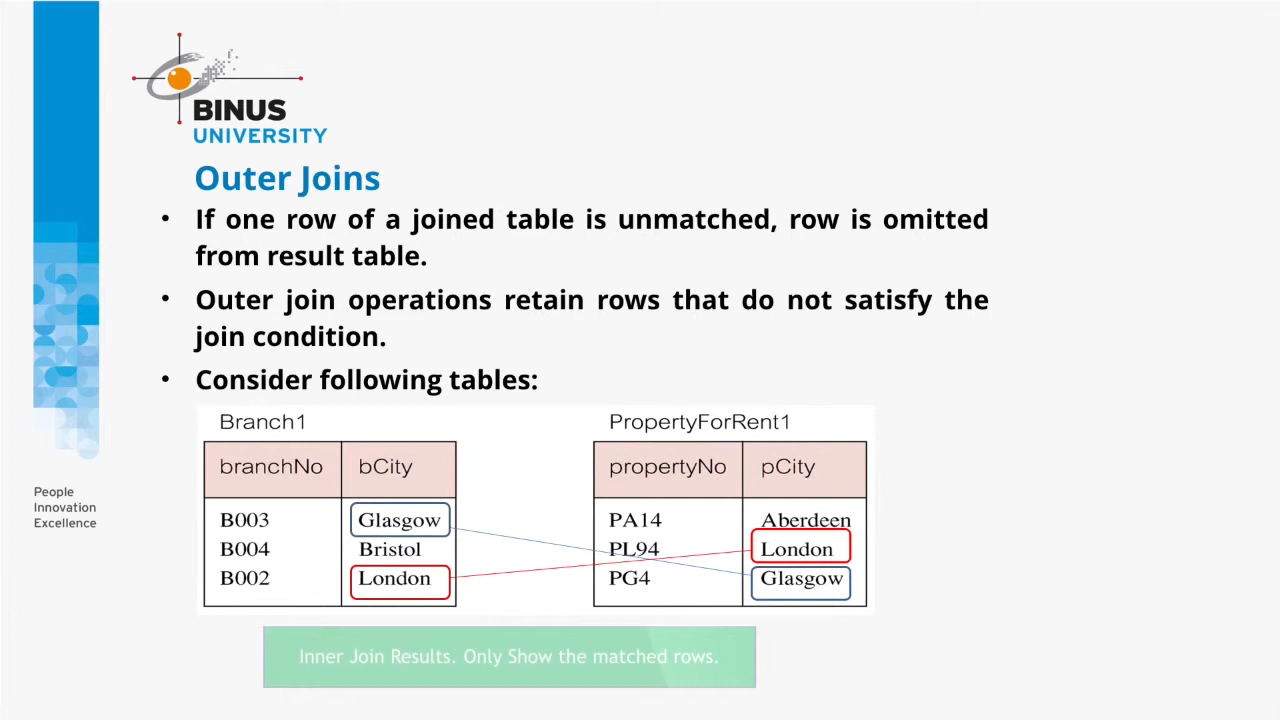 BINUS
UNIVERSITY
Outer Joins
• If one row of a joined table is unmatched, row is omitted
from result table.
• Outer join operations retain rows that do not satisfy the
join condition.
• Consider following tables:
Branch1
PropertyForRent1
branchNo bCity
propertyNo pCity
B003 Glasgow
PA14 Aberdeen
B004 Bristol
PL94 London
B002 London
PG4 Glasgow
People
Innovation
Excellence
Inner Join Results. Only Show the matched rows.